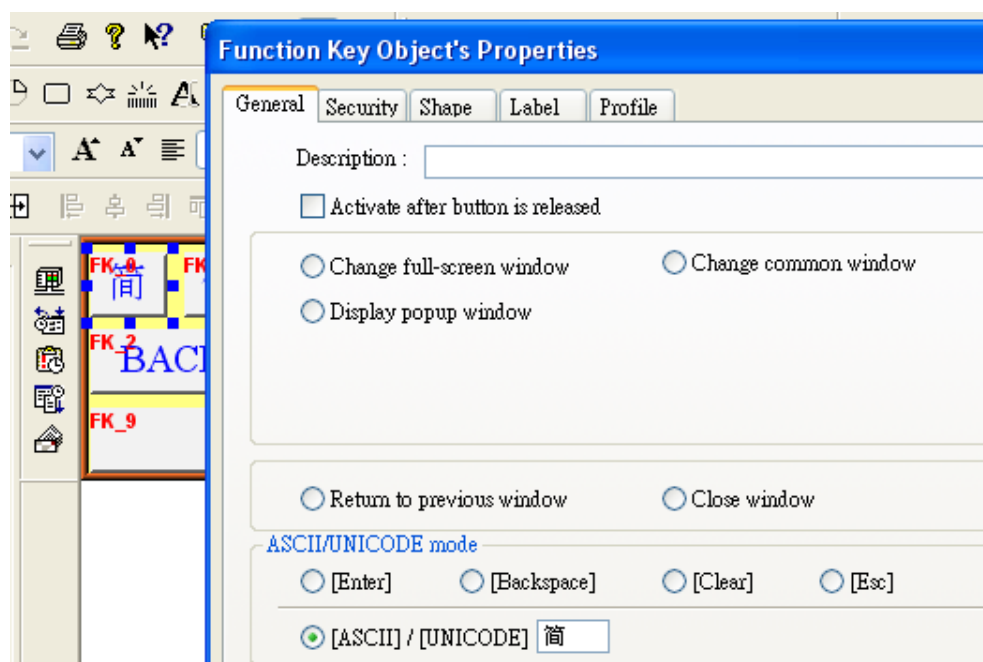 Function Key Object's Properties
General Security Shape Label Profile
Description :
Activate after button is released
Change full-screen window Change common window
Display popup window
FK_0 FK
简
FK_2
BAC
FK_9
Return to previous window Close window
ASCII/UNICODE mode
[Enter] [Backspace] [Clear] [Esc]
[ASCII] / [UNICODE] 简